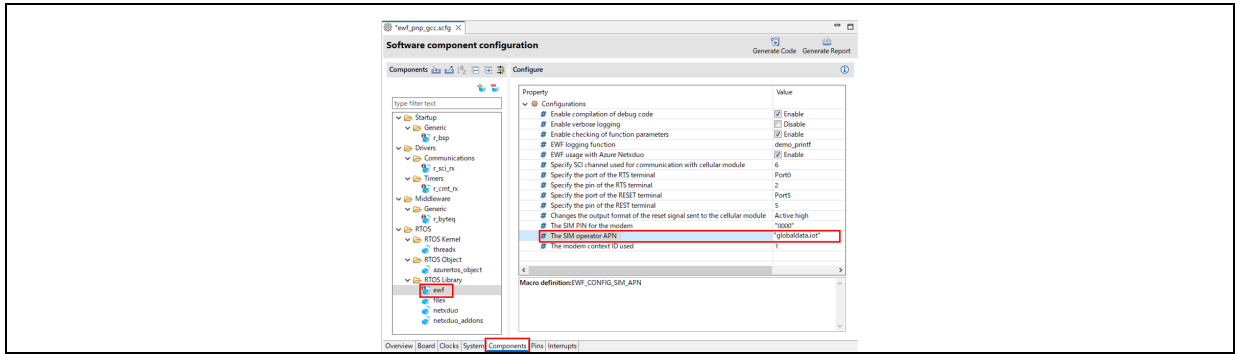 *ewf_pnp_gcc.scfg
Software component configuration
Generate Code Generate Report
Components
Configure
type filter text
Startup
Generic
r_bsp
Drivers
Communications
r_sci_rx
Timers
r_cmt_rx
Middleware
Generic
r_byteq
RTOS
RTOS Kernel
threadx
RTOS Object
azurertos_object
RTOS Library
ewf
filex
netxduo
netxduo_addons
Property Value
Configurations
# Enable compilation of debug code Enable
# Enable verbose logging Disable
# Enable checking of function parameters Enable
# EWF logging function demo_printf
# EWF usage with Azure Netxduo Enable
# Specify SCI channel used for communication with cellular module 6
# Specify the port of the RTS terminal Port0
# Specify the pin of the RTS terminal 2
# Specify the port of the RESET terminal Port5
# Specify the pin of the REST terminal 5
# Changes the output format of the reset signal sent to the cellular module Active high
# The SIM PIN for the modem "0000"
# The SIM operator APN "globaldata.iot"
# The modem context ID used 1
Macro definition:EWF_CONFIG_SIM_APN
Overview Board Clocks System Components Pins Interrupts